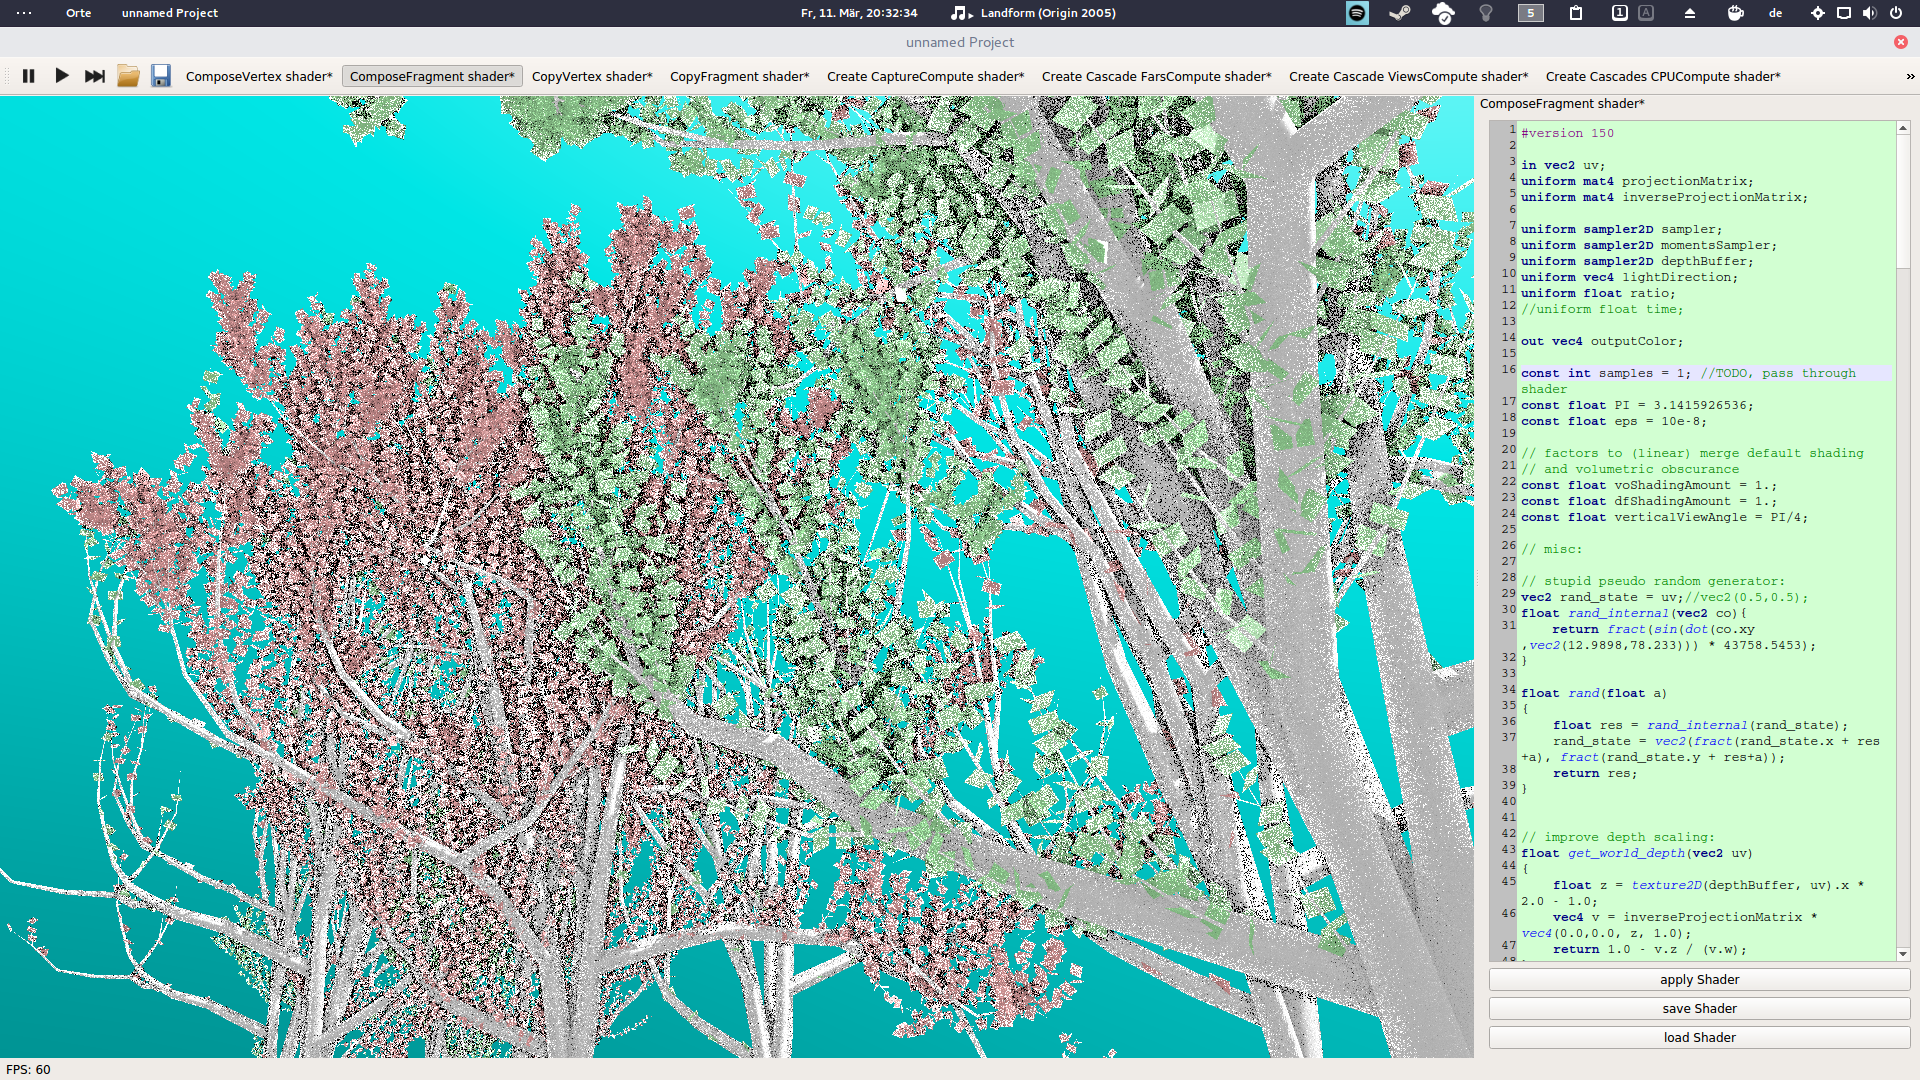 Orte
unnamed Project
Fr, 11. Mär, 20:32:34
Landform (Origin 2005)
5
1
A
de
unnamed Project
ComposeVertex shader*
ComposeFragment shader*
CopyVertex shader*
CopyFragment shader*
Create CaptureCompute shader*
Create Cascade FarsCompute shader*
Create Cascade ViewsCompute shader*
Create Cascades CPUCompute shader*
»
ComposeFragment shader*
1 #version 150
2
3 in vec2 uv;
4 uniform mat4 projectionMatrix;
5 uniform mat4 inverseProjectionMatrix;
6
7 uniform sampler2D sampler;
8 uniform sampler2D momentsSampler;
9 uniform sampler2D depthBuffer;
10 uniform vec4 lightDirection;
11 uniform float ratio;
12 //uniform float time;
13
14 out vec4 outputColor;
15
16 const int samples = 1; //TODO, pass through
shader
17 const float PI = 3.1415926536;
18 const float eps = 10e-8;
19
20 // factors to (linear) merge default shading
21 // and volumetric obscurance
22 const float voShadingAmount = 1.;
23 const float dfShadingAmount = 1.;
24 const float verticalViewAngle = PI/4;
25
26 // misc:
27
28 // stupid pseudo random generator:
29 vec2 rand_state = uv;//vec2(0.5,0.5);
30 float rand_internal(vec2 co){
31 return fract(sin(dot(co.xy
,vec2(12.9898,78.233))) * 43758.5453);
32 }
33
34 float rand(float a)
35 {
36 float res = rand_internal(rand_state);
37 rand_state = vec2(fract(rand_state.x + res
+a), fract(rand_state.y + res+a));
38 return res;
39 }
40
41
42 // improve depth scaling:
43 float get_world_depth(vec2 uv)
44 {
45 float z = texture2D(depthBuffer, uv).x *
2.0 - 1.0;
46 vec4 v = inverseProjectionMatrix *
vec4(0.0,0.0, z, 1.0);
47 return 1.0 - v.z / (v.w);
48
apply Shader
save Shader
load Shader
FPS: 60